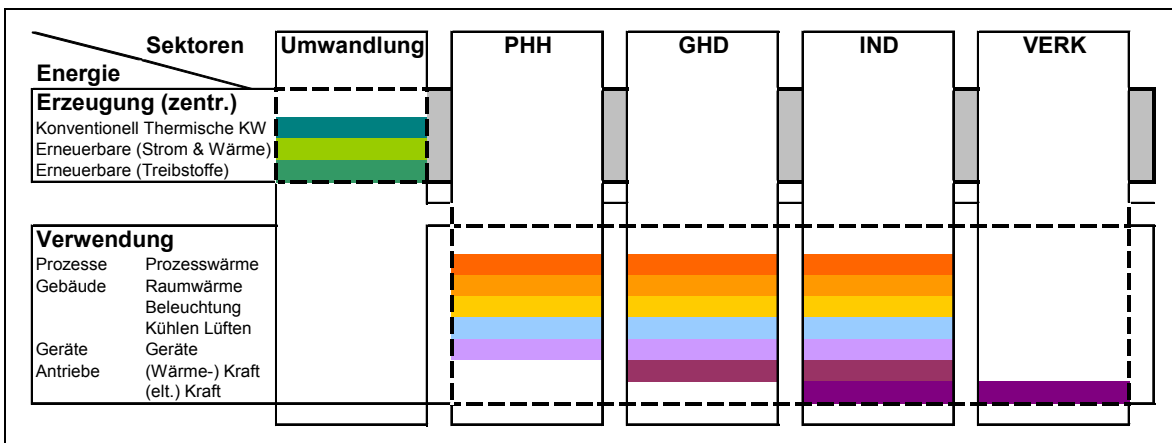 Sektoren Umwandlung PHH GHD IND VERK
Energie
Erzeugung (zentr.)
Konventionell Thermische KW
Erneuerbare (Strom & Wärme)
Erneuerbare (Treibstoffe)
Verwendung
Prozesse Prozesswärme
Gebäude Raumwärme
Beleuchtung
Kühlen Lüften
Geräte Geräte
Antriebe (Wärme-) Kraft
(elt.) Kraft